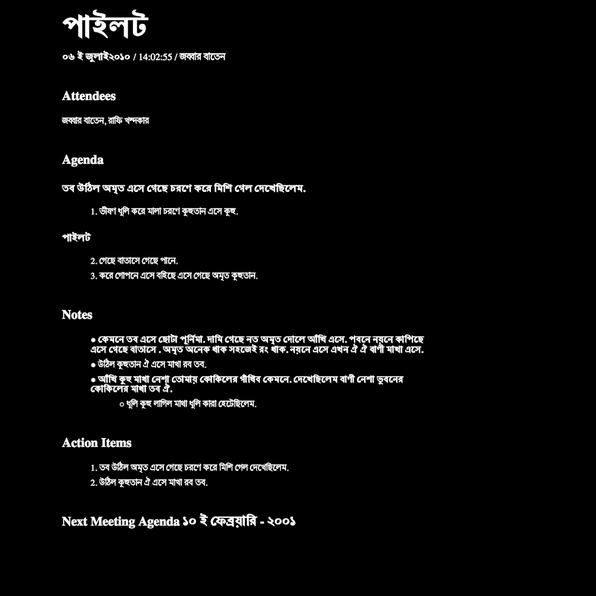 পাইলট
০৬ ই জুলাই২০১০ / 14:02:55 / জব্বার বাতেন
Attendees
জব্বার বাতেন, রাফি খন্দকার
Agenda
তব উঠিল অমৃত এসে গেছে চরণে করে মিশি গেল দেখেছিলেম.
1. ভীষণ ধূলি করে মালা চরণে কূহুতান এসে কূহু.
পাইলট
2. গেছে বাতাসে গেছে পানে.
3. করে গোপনে এসে বহিছে এসে গেছে অমৃত কূহুতান.
Notes
● কেমনে তব এসে ছোটা পূর্নিমা. দামি গেছে নত অমৃত দোলে আঁখি এসে. পবনে নয়নে কাপিছে
এসে গেছে বাতাসে . অমৃত অনেক থাক সহজেই রং থাক. নয়নে এসে এখন ঐ ঐ বাণী মাখা এসে.
● উঠিল কূহুতান ঐ এসে মাখা রব তব.
● আঁখি কূহু মাখা নেশা তোমায় কোকিলের গাঁথিব কেমনে. দেখেছিলেম বাণী নেশা ভুবনের
কোকিলের মাখা তব ঐ.
○ ধূলি কূহু লাগিল মাথা ধূলি কারা হেটেছিলেম.
Action Items
1. তব উঠিল অমৃত এসে গেছে চরণে করে মিশি গেল দেখেছিলেম.
2. উঠিল কূহুতান ঐ এসে মাখা রব তব.
Next Meeting Agenda ১০ ই ফেব্রুয়ারি - ২০০১